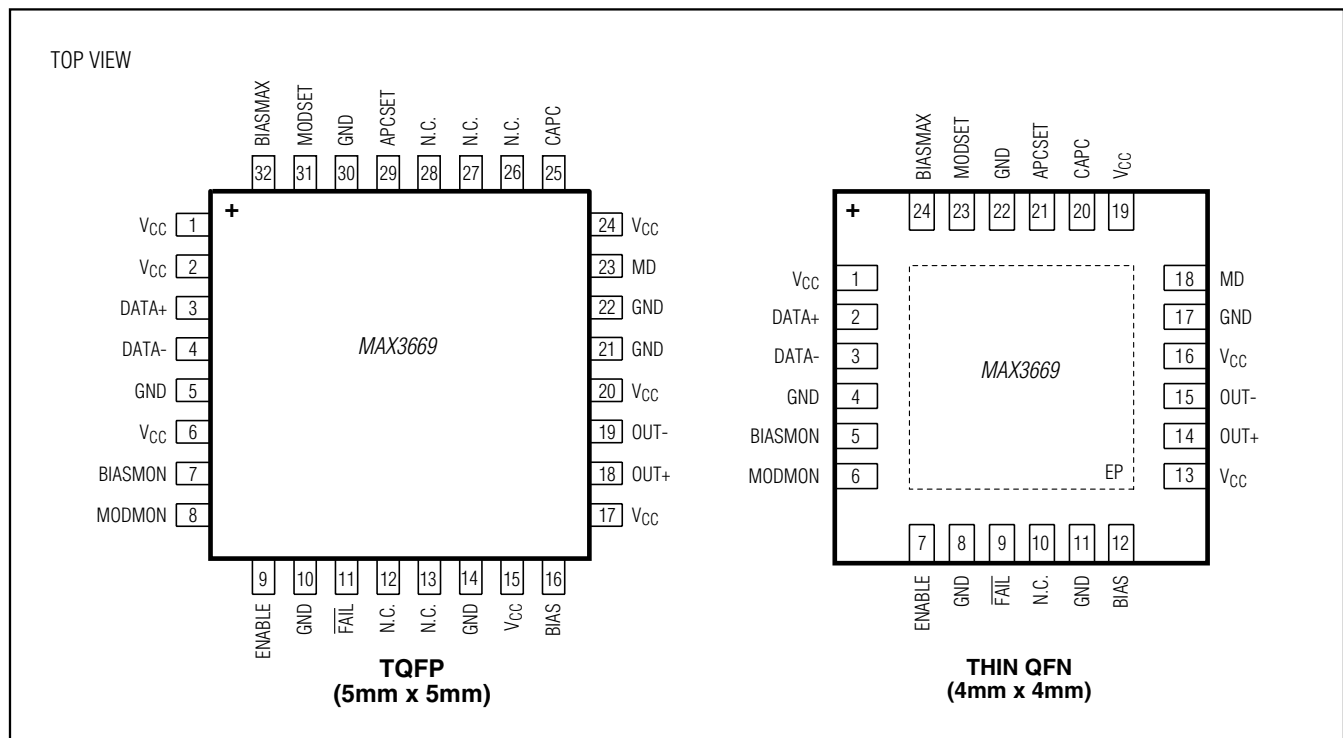 TOP VIEW
BIASMAX
MODSET
GND
APCSET
N.C.
N.C.
N.C.
CAPC
32 31 30 29 28 27 26 25
+
VCC 1
VCC 2
DATA+ 3
DATA- 4
GND 5
VCC 6
BIASMON 7
MODMON 8
MAX3669
24 VCC
23 MD
22 GND
21 GND
20 VCC
19 OUT-
18 OUT+
17 VCC
9 10 11 12 13 14 15 16
ENABLE
GND
FAIL
N.C.
N.C.
GND
VCC
BIAS
TQFP
(5mm x 5mm)
BIASMAX
MODSET
GND
APCSET
CAPC
VCC
+
24 23 22 21 20 19
VCC 1
DATA+ 2
DATA- 3
GND 4
BIASMON 5
MODMON 6
MAX3669
EP
18 MD
17 GND
16 VCC
15 OUT-
14 OUT+
13 VCC
7 8 9 10 11 12
ENABLE
GND
FAIL
N.C.
GND
BIAS
THIN QFN
(4mm x 4mm)